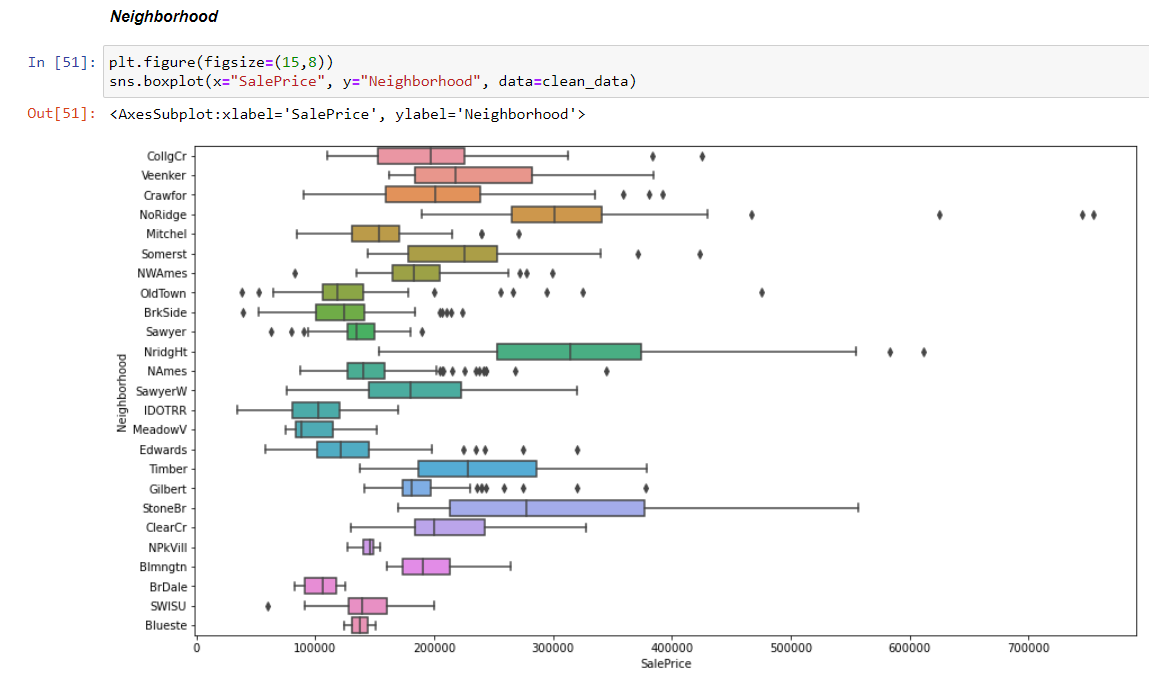 Neighborhood
In [51]: plt.figure(figsize=(15,8))
sns.boxplot(x="SalePrice", y="Neighborhood", data=clean_data)
Out[51]: <AxesSubplot:xlabel='SalePrice', ylabel='Neighborhood'>
CollgCr
Veenker
Crawfor
NoRidge
Mitchel
Somerst
NWAmes
OldTown
BrkSide
Sawyer
NridgHt
NAmes
SawyerW
IDOTRR
MeadowV
Edwards
Timber
Gilbert
StoneBr
ClearCr
NPkVill
Blmngtn
BrDale
SWISU
Blueste
Neighborhood
0 100000 200000 300000 400000 500000 600000 700000
SalePrice